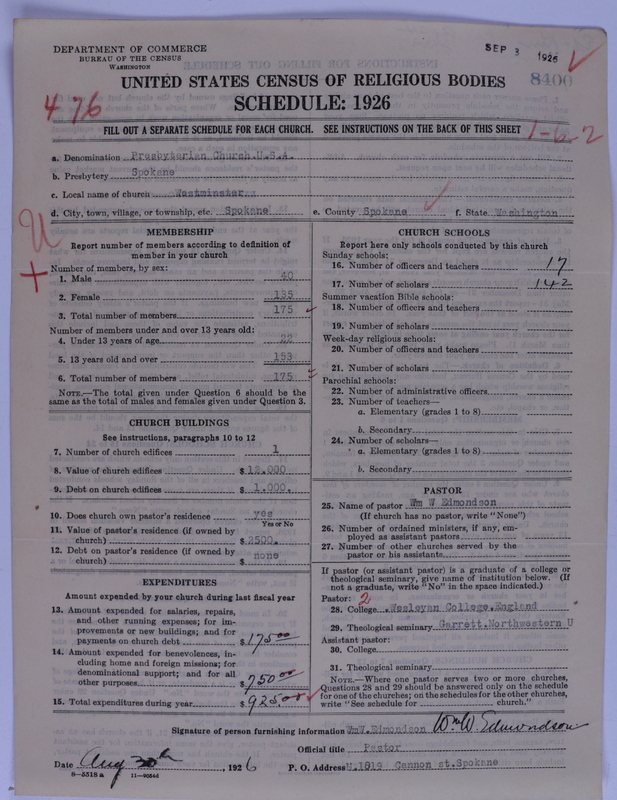 DEPARTMENT OF COMMERCE
BUREAU OF THE CENSUS
WASHINGTON
SEP 3 1926
8400
UNITED STATES CENSUS OF RELIGIOUS BODIES
SCHEDULE: 1926
476
FILL OUT A SEPARATE SCHEDULE FOR EACH CHURCH. SEE INSTRUCTIONS ON THE BACK OF THIS SHEET
1-6-2
a. Denomination Presbyterian Church.U.S.A.
b. Presbytery Spokane
c. Local name of church Westminster
d. City, town, village, or township, etc. Spokane e. County Spokane f. State Washington
MEMBERSHIP
Report number of members according to definition of
member in your church
Number of members, by sex:
1. Male 40
2. Female 135
3. Total number of members 175
Number of members under and over 13 years old:
4. Under 13 years of age 22
5. 13 years old and over 153
6. Total number of members 175
NOTE.—The total given under Question 6 should be
same as the total of males and females given under Question 3.
CHURCH BUILDINGS
See instructions, paragraphs 10 to 12
7. Number of church edifices 1
8. Value of church edifices $12.000
9. Debt on church edifices $1.000.
10. Does church own pastor's residence yes
Yes or No
11. Value of pastor's residence (if owned by
church) $2500.
12. Debt on pastor's residence (if owned by
church) $ none
EXPENDITURES
Amount expended by your church during last fiscal year
13. Amount expended for salaries, repairs,
and other running expenses; for im-
provements or new buildings; and for
payments on church debt $175 00
14. Amount expended for benevolences, in-
cluding home and foreign missions; for
denominational support; and for all
other purposes $750 00
15. Total expenditures during year $925.00
CHURCH SCHOOLS
Report here only schools conducted by this church
Sunday schools:
16. Number of officers and teachers 17
17. Number of scholars 142
Summer vacation Bible schools:
18. Number of officers and teachers
19. Number of scholars
Week-day religious schools:
20. Number of officers and teachers
21. Number of scholars
Parochial schools:
22. Number of administrative officers
23. Number of teachers—
a. Elementary (grades 1 to 8)
b. Secondary
24. Number of scholars—
a. Elementary (grades 1 to 8)
b. Secondary
PASTOR
25. Name of pastor Wm W Edmondson
(If church has no pastor, write "None")
26. Number of ordained ministers, if any, em-
ployed as assistant pastors
27. Number of other churches served by the
pastor or his assistants
If pastor (or assistant pastor) is a graduate of a college or
theological seminary, give name of institution below. (If
not a graduate, write "No" in the space indicated.)
Pastor: 2
28. College Wesleyan College.England
29. Theological seminary Garrett.Northwestern U
Assistant pastor:
30. College
31. Theological seminary
NOTE.—Where one pastor serves two or more churches,
Questions 28 and 29 should be answered only on the schedule
for one of the churches; on the schedules for the other churches,
write "See schedule for church."
Signature of person furnishing information WmW.Edmondson Wm.W.Edmondson
Official title Pastor
Date Aug 30th, 1926 P. O. Address W.1819 Cannon st.Spokane
8—5518 a 11—9034d